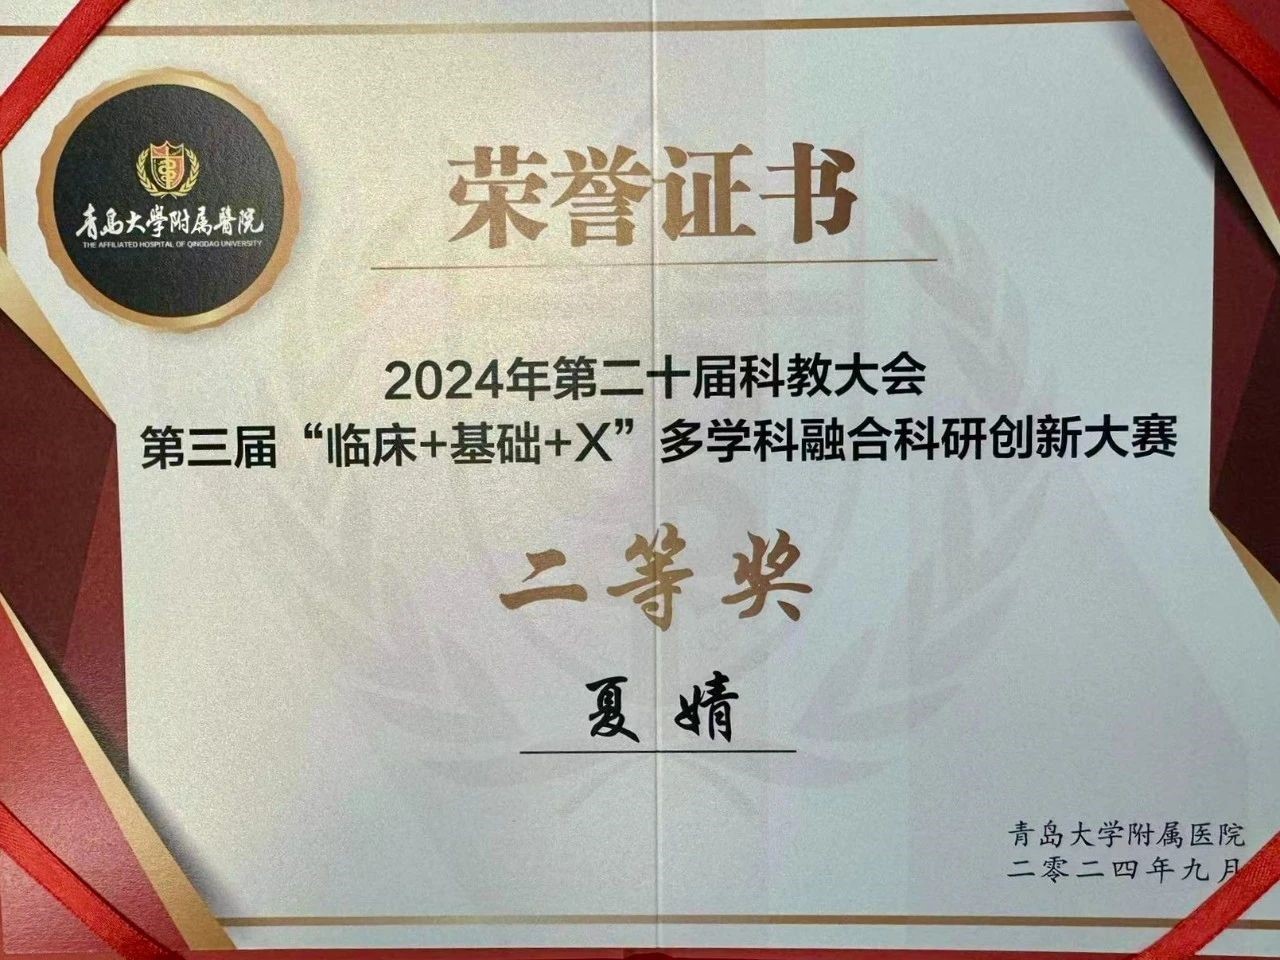 青岛大學附属醫院
THE AFFILIATED HOSPITAL OF QINGDAO UNIVERSITY
荣誉证书
2024年第二十届科教大会
第三届“临床+基础+X”多学科融合科研创新大赛
二等奖
夏婧
青岛大学附属医院
二零二四年九月